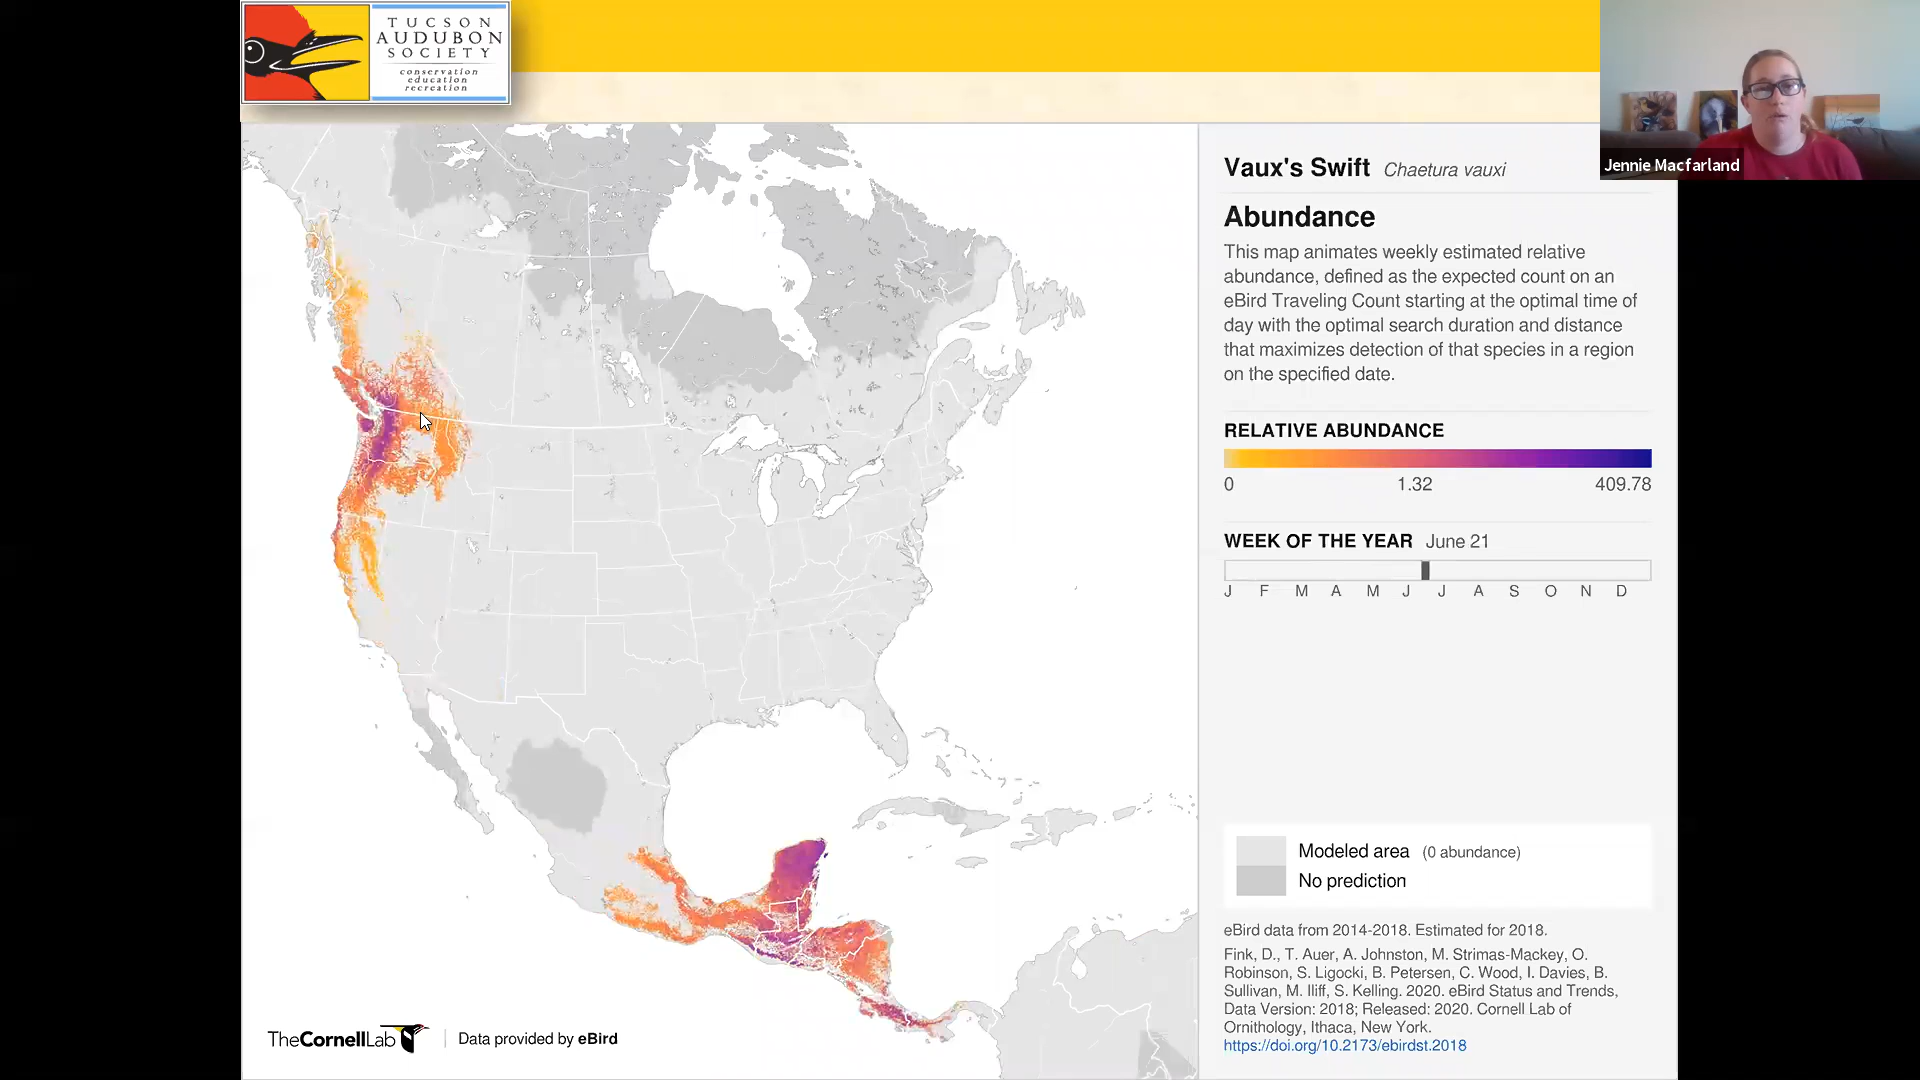 TUCSON
AUDUBON
SOCIETY
conservation
education
recreation
Jennie Macfarland
Vaux's Swift Chaetura vauxi
Abundance
This map animates weekly estimated relative
abundance, defined as the expected count on an
eBird Traveling Count starting at the optimal time of
day with the optimal search duration and distance
that maximizes detection of that species in a region
on the specified date.
RELATIVE ABUNDANCE
0 1.32 409.78
WEEK OF THE YEAR June 21
J F M A M J J A S O N D
Modeled area (0 abundance)
No prediction
eBird data from 2014-2018. Estimated for 2018.
Fink, D., T. Auer, A. Johnston, M. Strimas-Mackey, O.
Robinson, S. Ligocki, B. Petersen, C. Wood, I. Davies, B.
Sullivan, M. Iliff, S. Kelling. 2020. eBird Status and Trends,
Data Version: 2018; Released: 2020. Cornell Lab of
Ornithology, Ithaca, New York.
https://doi.org/10.2173/ebirdst.2018
TheCornellLab Data provided by eBird